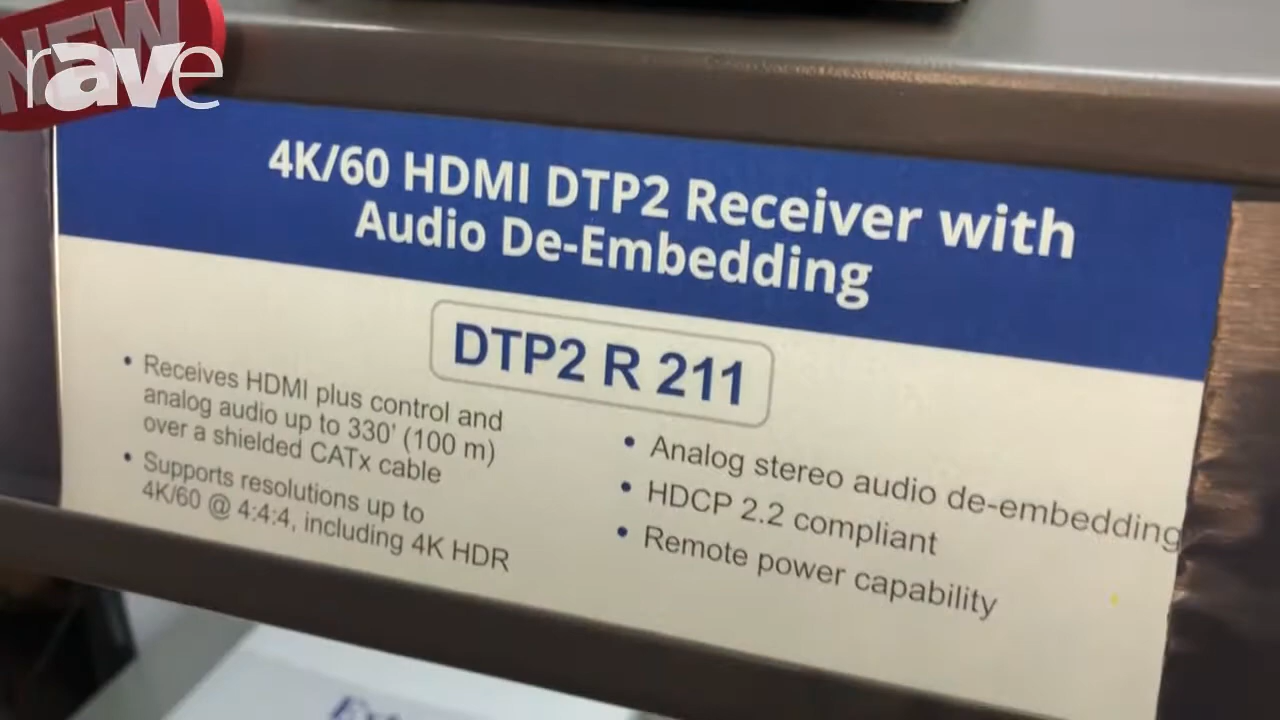 NEW
rave
4K/60 HDMI DTP2 Receiver with
Audio De-Embedding
DTP2 R 211
• Receives HDMI plus control and
analog audio up to 330' (100 m)
over a shielded CATx cable
• Supports resolutions up to
4K/60 @ 4:4:4, including 4K HDR
• Analog stereo audio de-embedding
• HDCP 2.2 compliant
• Remote power capability